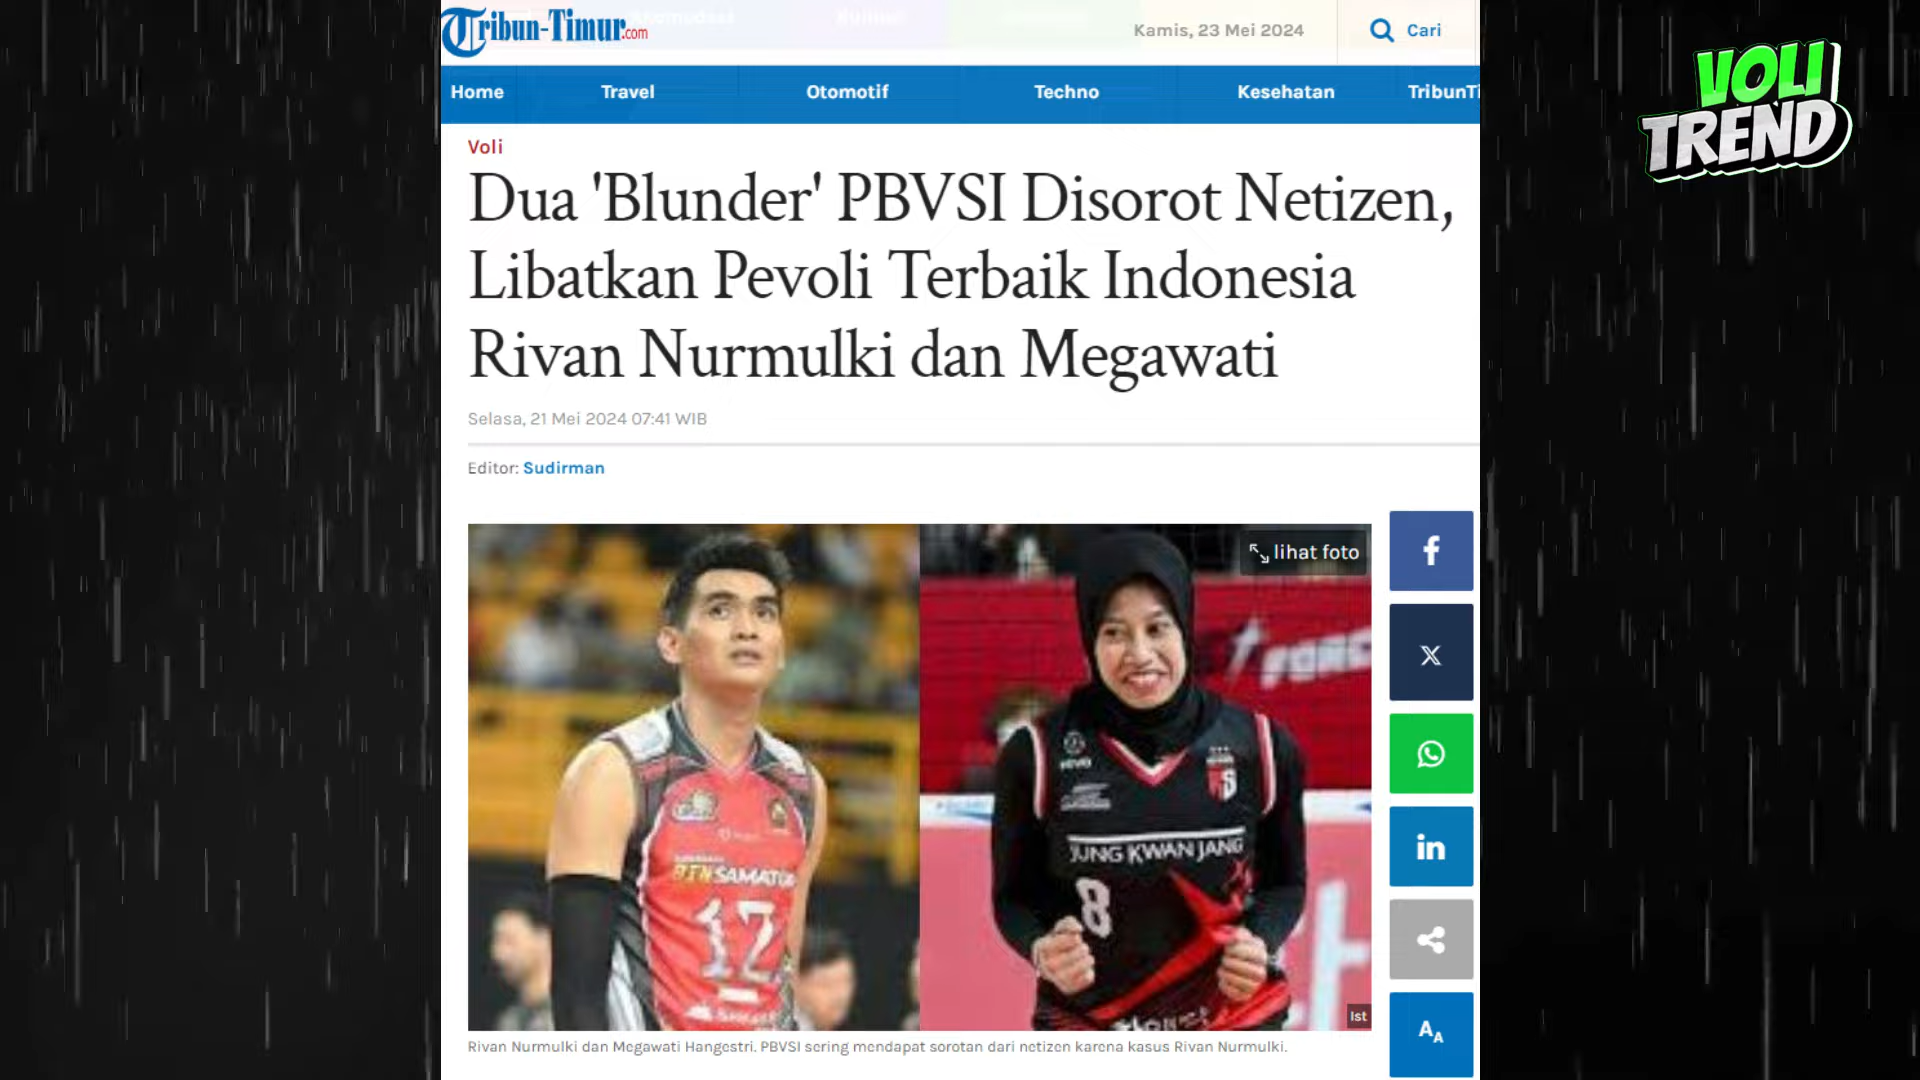 Tribun-Timur.com
Kamis, 23 Mei 2024
Cari
VOLI
TREND
Home
Travel
Otomotif
Techno
Kesehatan
TribunTi
Voli
Dua 'Blunder' PBVSI Disorot Netizen,
Libatkan Pevoli Terbaik Indonesia
Rivan Nurmulki dan Megawati
Selasa, 21 Mei 2024 07:41 WIB
Editor: Sudirman
lihat foto
JUNG KWAN JANG
8
BINSAMATOR
12
Ist
Rivan Nurmulki dan Megawati Hangestri. PBVSI sering mendapat sorotan dari netizen karena kasus Rivan Nurmulki.